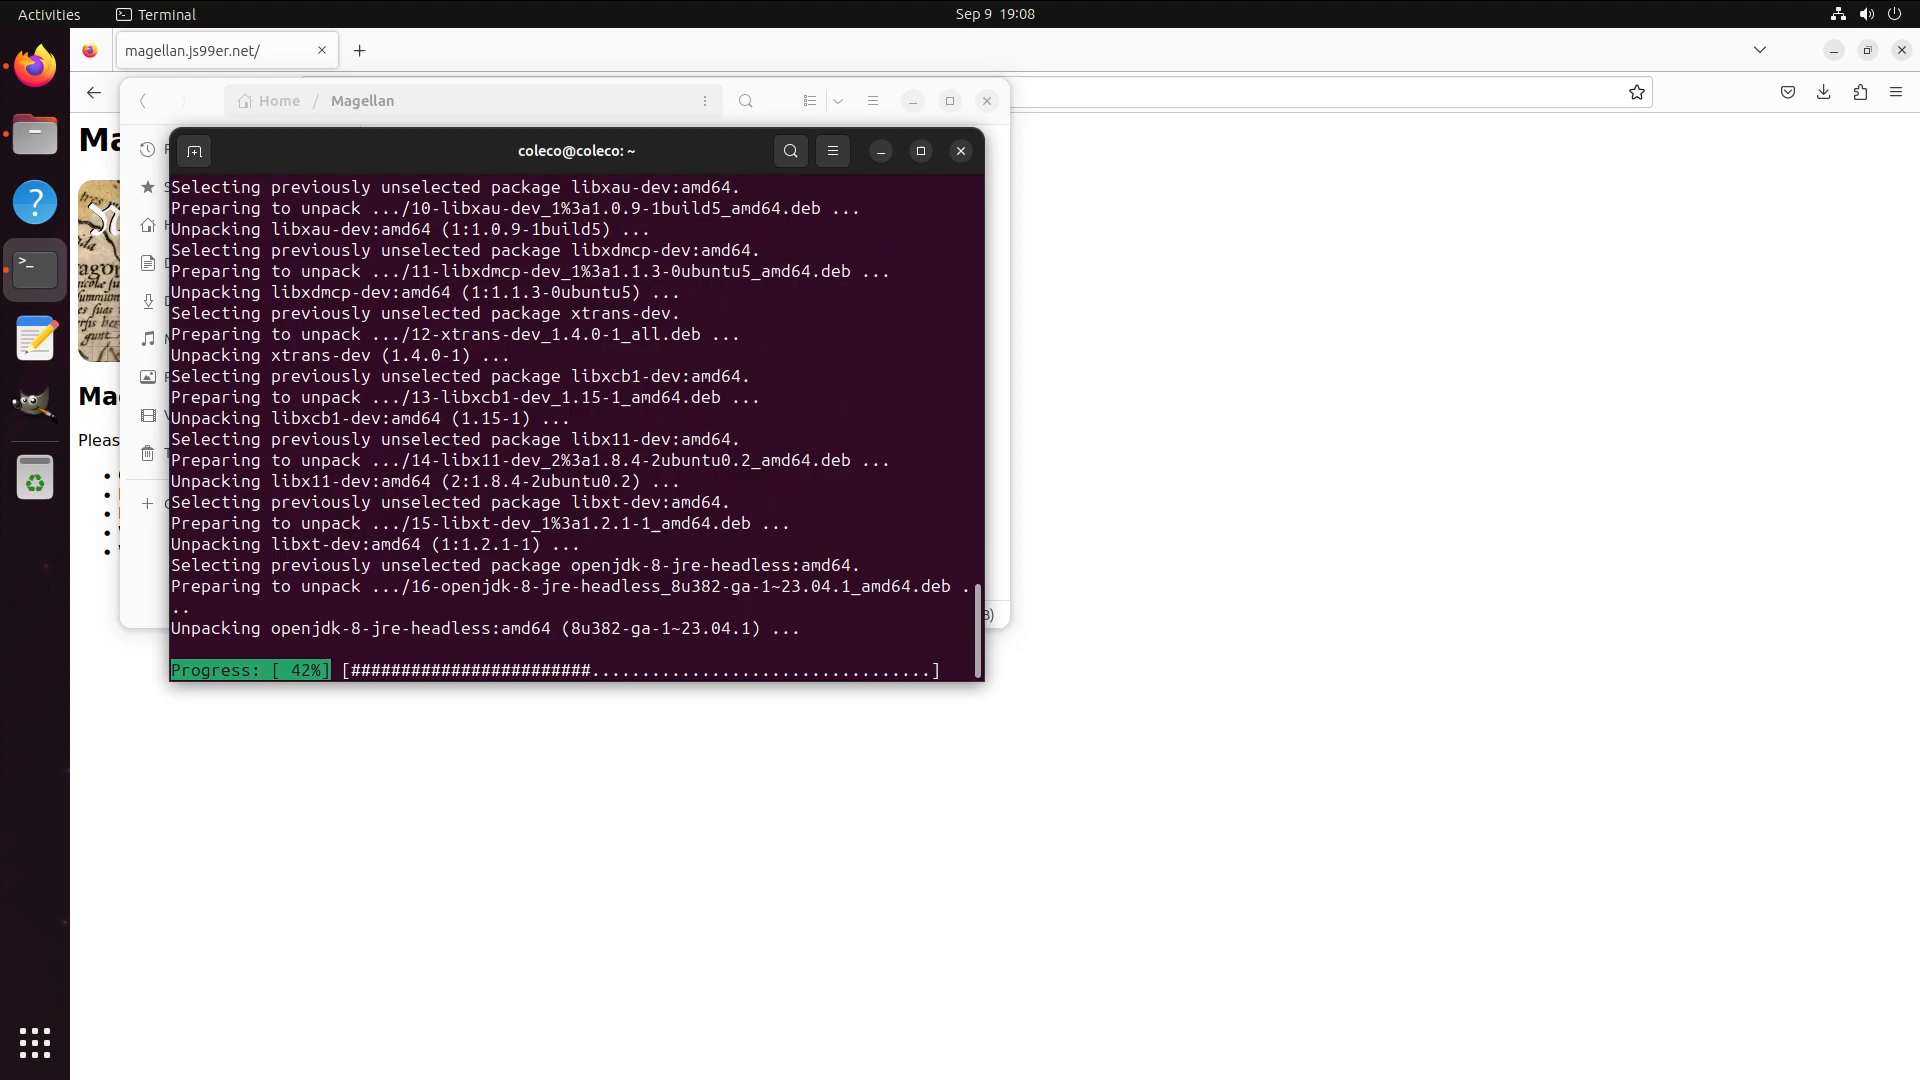 Activities
Terminal
Sep 9 19:08
magellan.js99er.net/
Home / Magellan
coleco@coleco: ~
Selecting previously unselected package libxau-dev:amd64.
Preparing to unpack .../10-libxau-dev_1%3a1.0.9-1build5_amd64.deb ...
Unpacking libxau-dev:amd64 (1:1.0.9-1build5) ...
Selecting previously unselected package libxdmcp-dev:amd64.
Preparing to unpack .../11-libxdmcp-dev_1%3a1.1.3-0ubuntu5_amd64.deb ...
Unpacking libxdmcp-dev:amd64 (1:1.1.3-0ubuntu5) ...
Selecting previously unselected package xtrans-dev.
Preparing to unpack .../12-xtrans-dev_1.4.0-1_all.deb ...
Unpacking xtrans-dev (1.4.0-1) ...
Selecting previously unselected package libxcb1-dev:amd64.
Preparing to unpack .../13-libxcb1-dev_1.15-1_amd64.deb ...
Unpacking libxcb1-dev:amd64 (1.15-1) ...
Selecting previously unselected package libx11-dev:amd64.
Preparing to unpack .../14-libx11-dev_2%3a1.8.4-2ubuntu0.2_amd64.deb ...
Unpacking libx11-dev:amd64 (2:1.8.4-2ubuntu0.2) ...
Selecting previously unselected package libxt-dev:amd64.
Preparing to unpack .../15-libxt-dev_1%3a1.2.1-1_amd64.deb ...
Unpacking libxt-dev:amd64 (1:1.2.1-1) ...
Selecting previously unselected package openjdk-8-jre-headless:amd64.
Preparing to unpack .../16-openjdk-8-jre-headless_8u382-ga-1~23.04.1_amd64.deb .
..
Unpacking openjdk-8-jre-headless:amd64 (8u382-ga-1~23.04.1) ...
Progress: [ 42%] [########################..................................]
Ma
Ma
Pleas